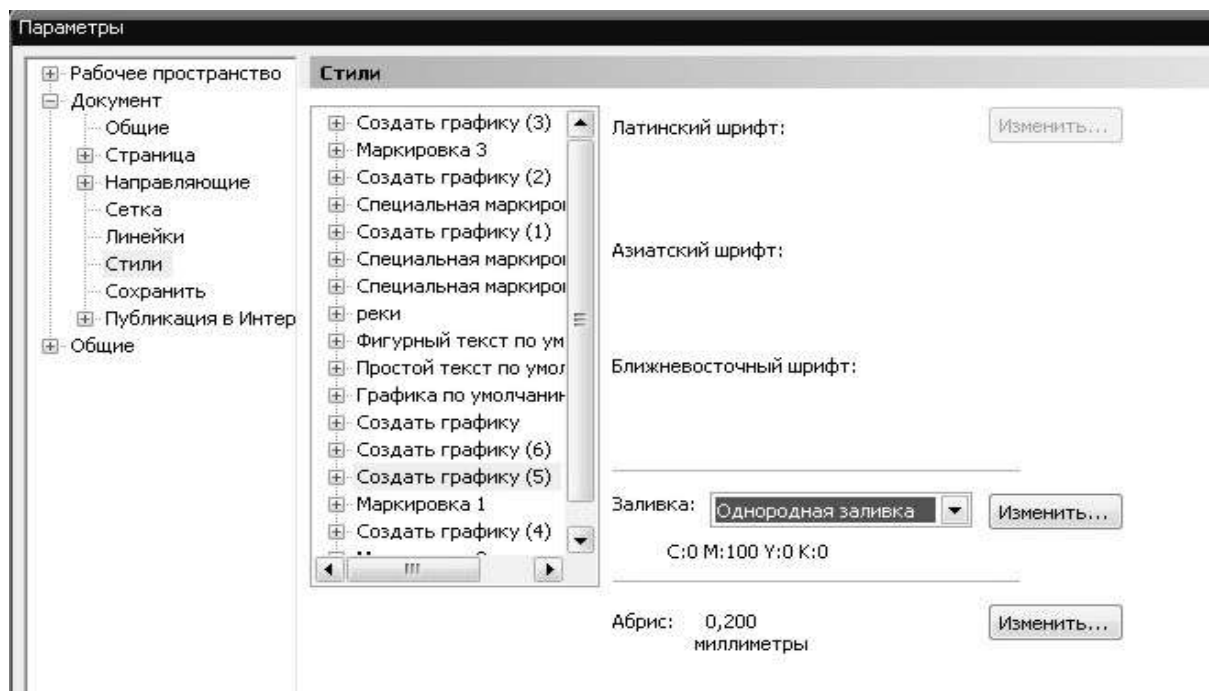 Параметры
Рабочее пространство
Документ
Общие
Страница
Направляющие
Сетка
Линейки
Стили
Сохранить
Публикация в Интер
Общие
Стили
Создать графику (3)
Маркировка 3
Создать графику (2)
Специальная маркиро
Создать графику (1)
Специальная маркиро
Специальная маркиро
реки
Фигурный текст по ум
Простой текст по умол
Графика по умолчани
Создать графику
Создать графику (6)
Создать графику (5)
Маркировка 1
Создать графику (4)
Латинский шрифт:
Изменить...
Азиатский шрифт:
Ближневосточный шрифт:
Заливка: Однородная заливка Изменить...
C:0 M:100 Y:0 K:0
Абрис: 0,200 Изменить...
миллиметры